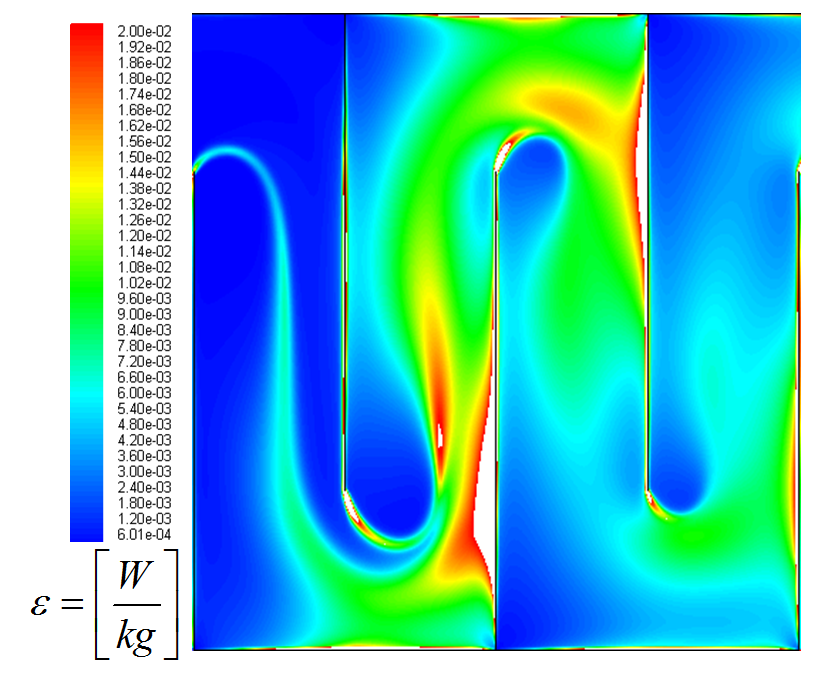 2.00e-02
1.92e-02
1.86e-02
1.80e-02
1.74e-02
1.68e-02
1.62e-02
1.56e-02
1.50e-02
1.44e-02
1.38e-02
1.32e-02
1.26e-02
1.20e-02
1.14e-02
1.08e-02
1.02e-02
9.60e-03
9.00e-03
8.40e-03
7.80e-03
7.20e-03
6.60e-03
6.00e-03
5.40e-03
4.80e-03
4.20e-03
3.60e-03
3.00e-03
2.40e-03
1.80e-03
1.20e-03
6.01e-04
ε = [W/kg]